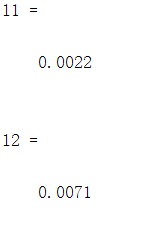 l1 =
0.0022
l2 =
0.0071